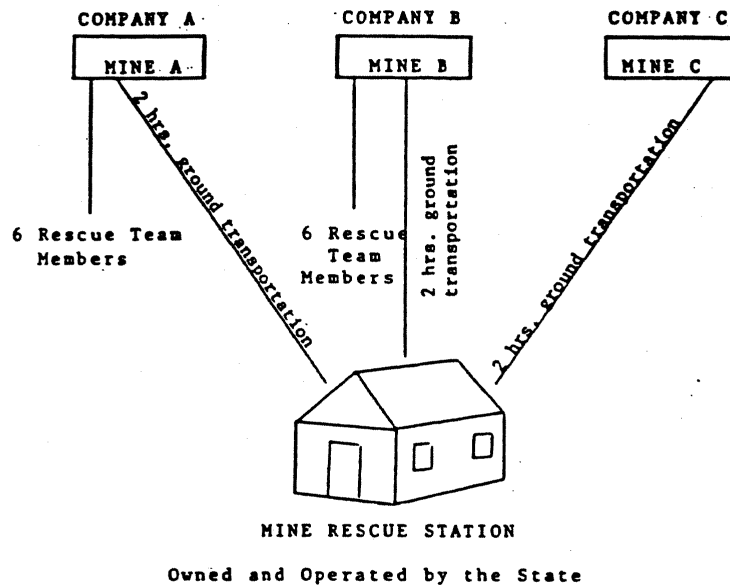 COMPANY A
COMPANY B
COMPANY C
MINE A
MINE B
MINE C
2 hrs. ground transportation
2 hrs. ground
transportation
2 hrs. ground transportation
6 Rescue Team
Members
6 Rescue
Team
Members
MINE RESCUE STATION
Owned and Operated by the State